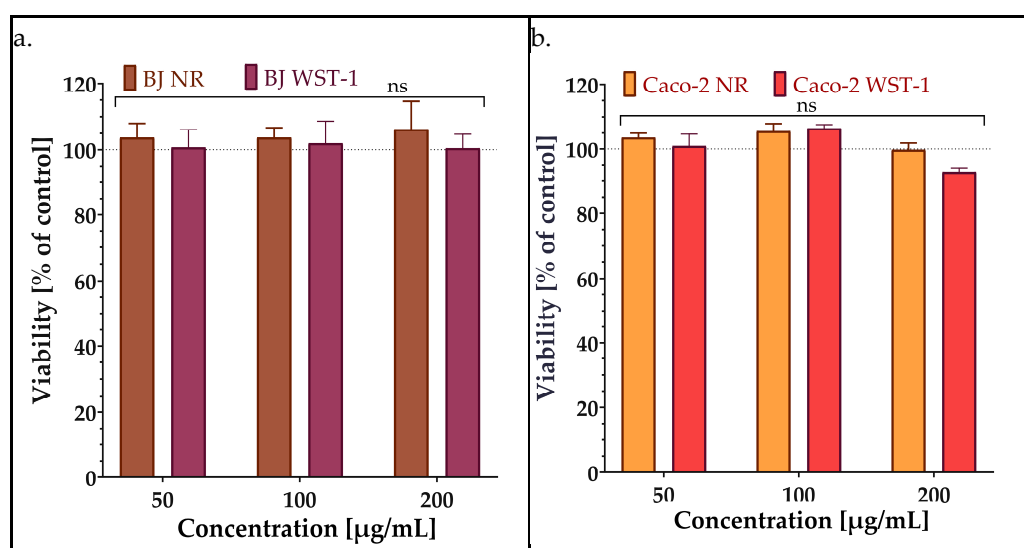 a.
BJ NR BJ WST-1
ns
120
100
80
60
40
20
0
Viability [% of control]
50 100 200
Concentration [µg/mL]
b.
Caco-2 NR Caco-2 WST-1
ns
120
100
80
60
40
20
0
Viability [% of control]
50 100 200
Concentration [µg/mL]